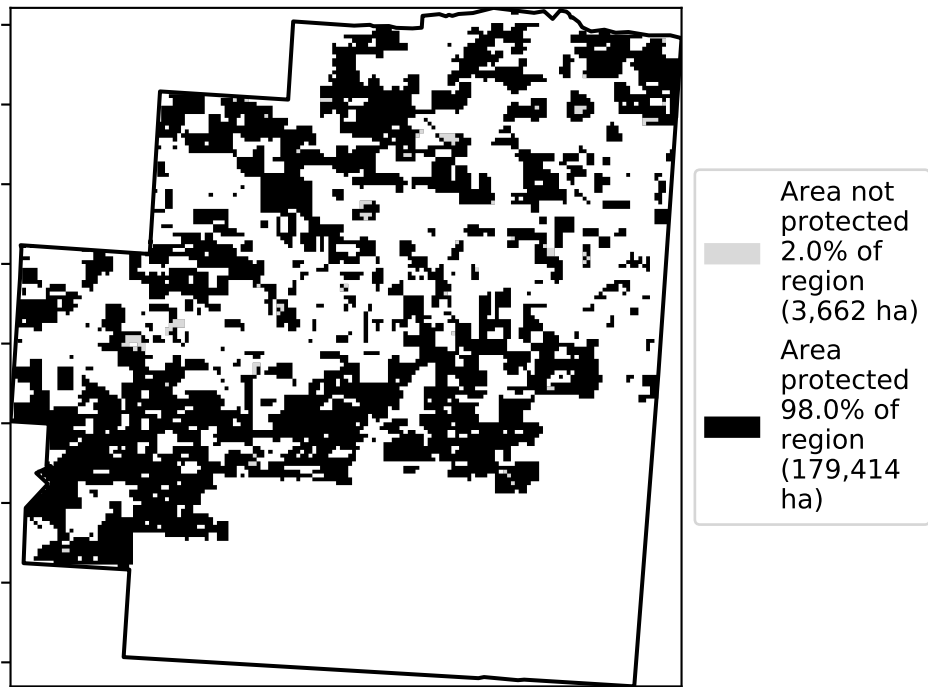 Area not
protected
2.0% of
region
(3,662 ha)
Area
protected
98.0% of
region
(179,414
ha)